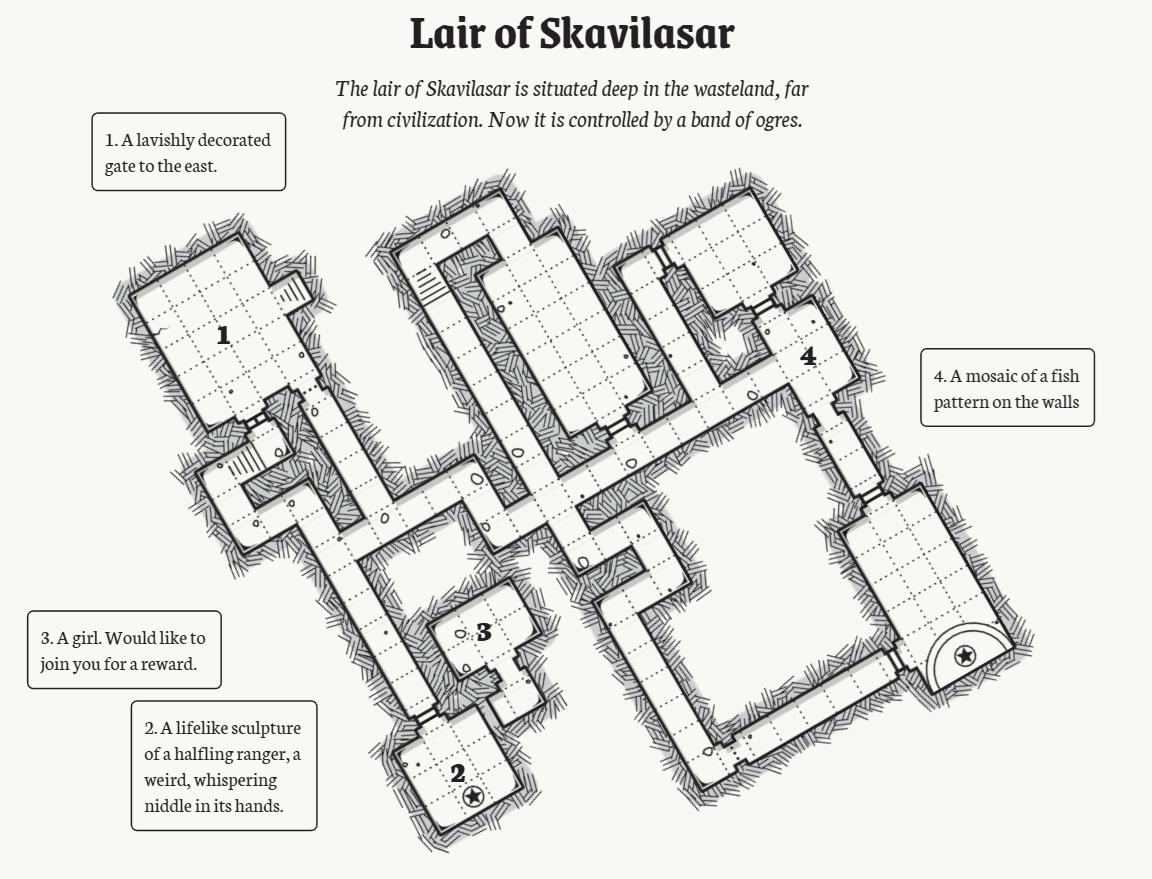 Lair of Skavilasar
The lair of Skavilasar is situated deep in the wasteland, far
from civilization. Now it is controlled by a band of ogres.
1. A lavishly decorated
gate to the east.
1
4
4. A mosaic of a fish
pattern on the walls
3
3. A girl. Would like to
join you for a reward.
2. A lifelike sculpture
of a halfling ranger, a
weird, whispering
niddle in its hands.
2